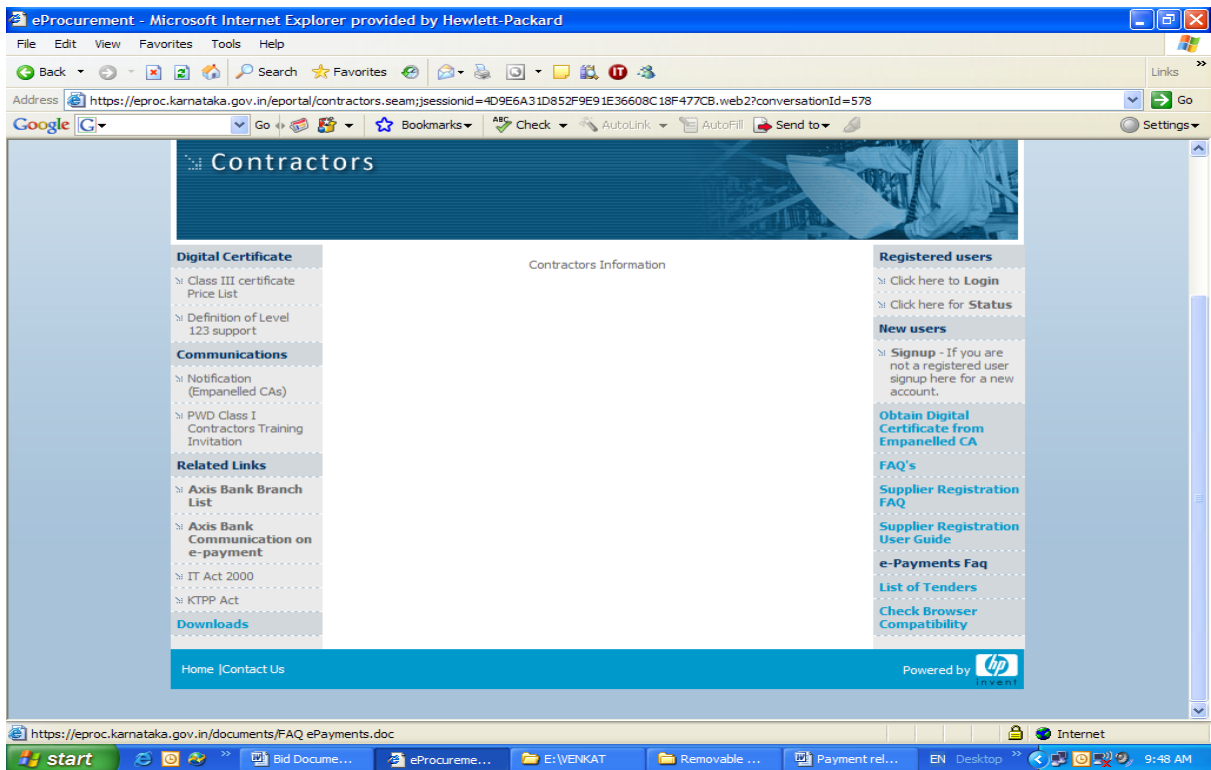 eProcurement - Microsoft Internet Explorer provided by Hewlett-Packard
File Edit View Favorites Tools Help
Back Search Favorites Links »
Address https://eproc.karnataka.gov.in/eportal/contractors.seam;jsessionid=4D9E6A31D852F9E91E36608C18F477CB.web2?conversationId=578 Go
Google G Go Bookmarks ABC Check AutoLink AutoFill Send to Settings
Contractors
Digital Certificate
Class III certificate
Price List
Definition of Level
123 support
Communications
Notification
(Empanelled CAs)
PWD Class I
Contractors Training
Invitation
Related Links
Axis Bank Branch
List
Axis Bank
Communication on
e-payment
IT Act 2000
KTPP Act
Downloads
Contractors Information
Registered users
Click here to Login
Click here for Status
New users
Signup - If you are
not a registered user
signup here for a new
account.
Obtain Digital
Certificate from
Empanelled CA
FAQ's
Supplier Registration
FAQ
Supplier Registration
User Guide
e-Payments Faq
List of Tenders
Check Browser
Compatibility
Home |Contact Us
Powered by hp
invent
https://eproc.karnataka.gov.in/documents/FAQ ePayments.doc Internet
start » Bid Docume... eProcureme... E:\VENKAT Removable ... Payment rel... EN Desktop » 9:48 AM